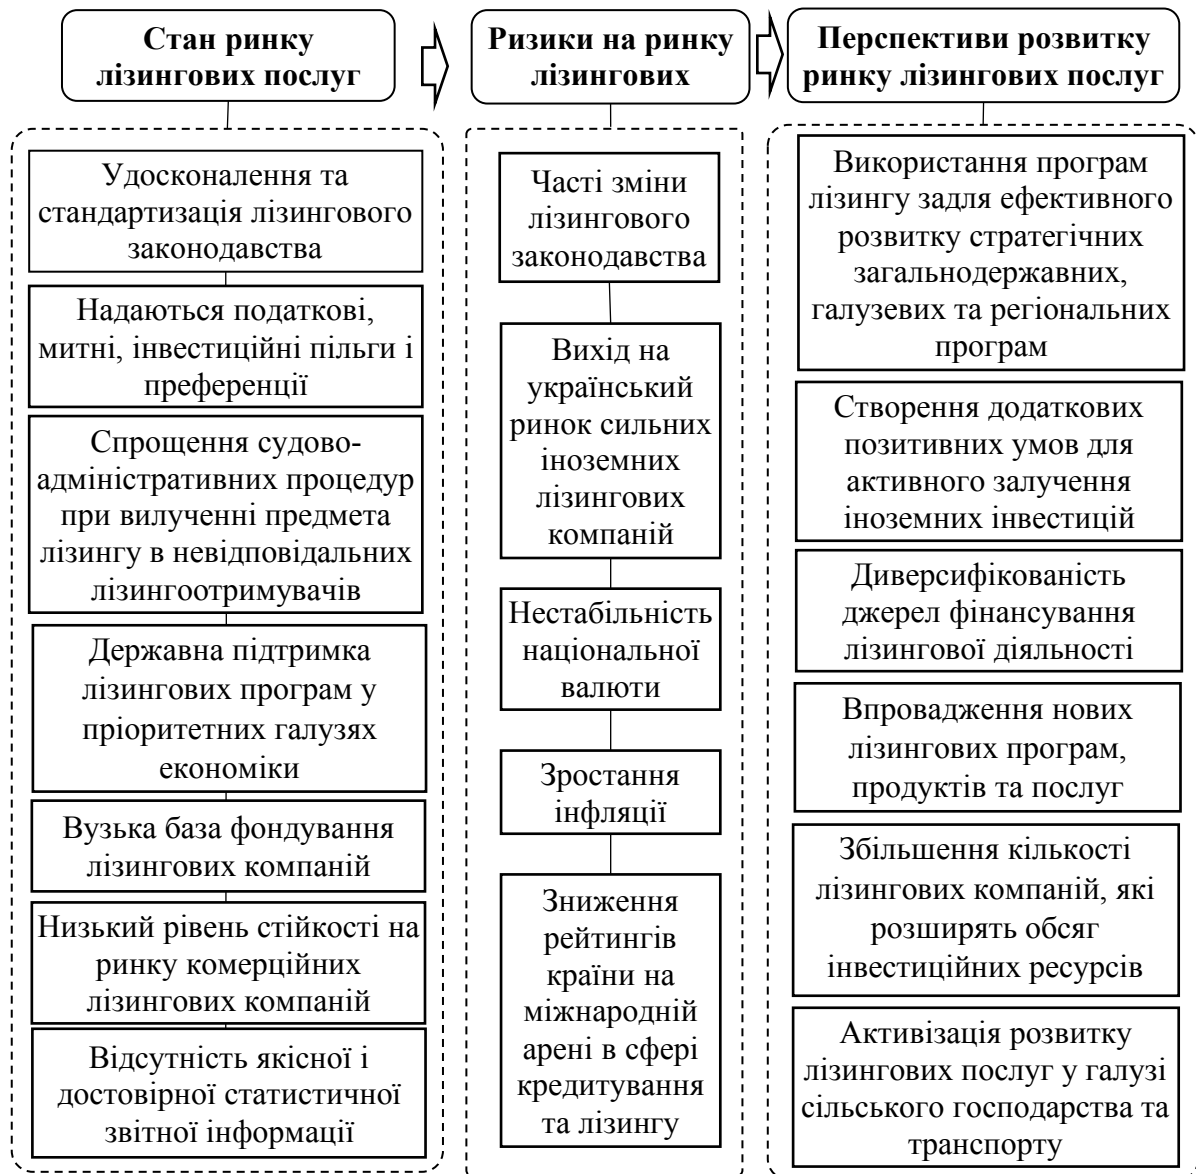 Стан ринку
лізингових послуг
Удосконалення та
стандартизація лізингового
законодавства
Надаються податкові,
митні, інвестиційні пільги і
преференції
Спрощення судово-
адміністративних процедур
при вилученні предмета
лізингу в невідповідальних
лізингоотримувачів
Державна підтримка
лізингових програм у
пріоритетних галузях
економіки
Вузька база фондування
лізингових компаній
Низький рівень стійкості на
ринку комерційних
лізингових компаній
Відсутність якісної і
достовірної статистичної
звітної інформації
Ризики на ринку
лізингових
Часті зміни
лізингового
законодавства
Вихід на
український
ринок сильних
іноземних
лізингових
компаній
Нестабільність
національної
валюти
Зростання
інфляції
Зниження
рейтингів
країни на
міжнародній
арені в сфері
кредитування
та лізингу
Перспективи розвитку
ринку лізингових послуг
Використання програм
лізингу задля ефективного
розвитку стратегічних
загальнодержавних,
галузевих та регіональних
програм
Створення додаткових
позитивних умов для
активного залучення
іноземних інвестицій
Диверсифікованість
джерел фінансування
лізингової діяльності
Впровадження нових
лізингових програм,
продуктів та послуг
Збільшення кількості
лізингових компаній, які
розширять обсяг
інвестиційних ресурсів
Активізація розвитку
лізингових послуг у галузі
сільського господарства та
транспорту